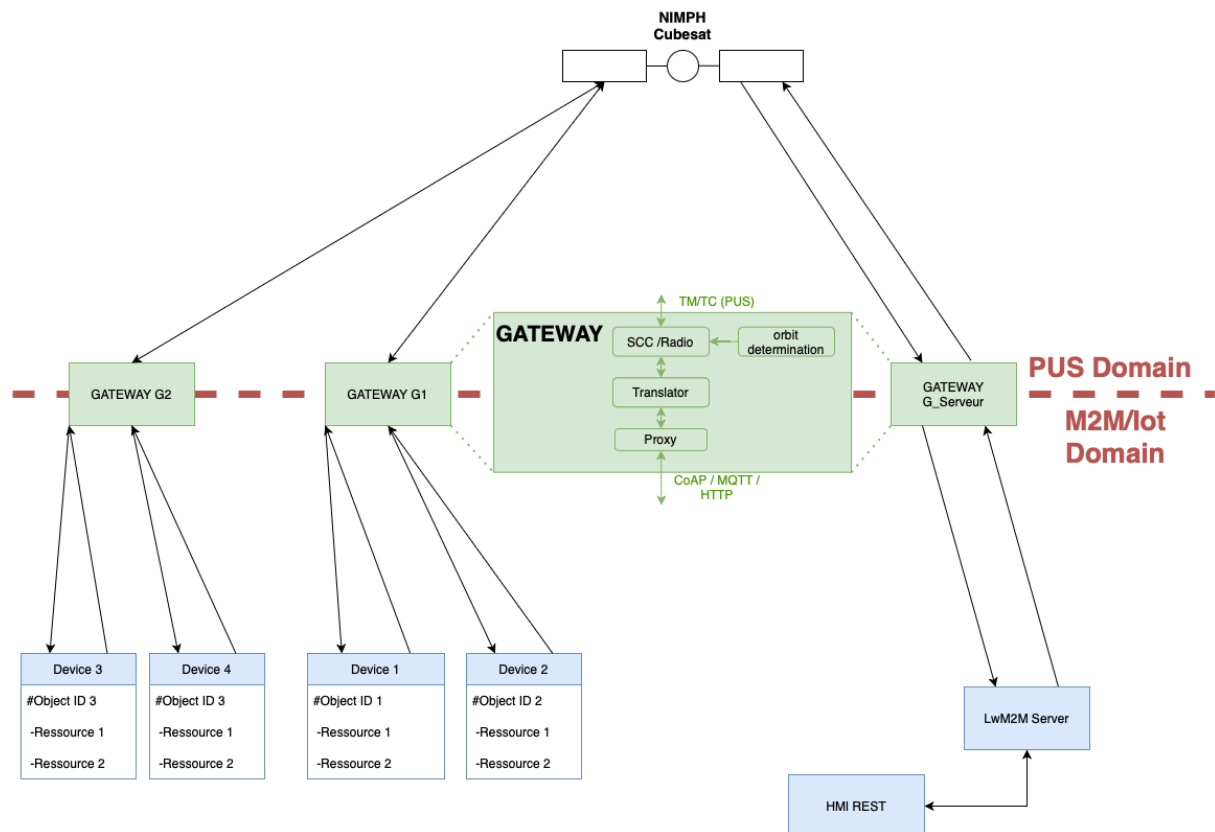 NIMPH
Cubesat
TM/TC (PUS)
GATEWAY
SCC /Radio
orbit
determination
Translator
Proxy
CoAP / MQTT /
HTTP
GATEWAY G2
GATEWAY G1
GATEWAY
G_Serveur
PUS Domain
M2M/Iot
Domain
Device 3
#Object ID 3
-Ressource 1
-Ressource 2
Device 4
#Object ID 3
-Ressource 1
-Ressource 2
Device 1
#Object ID 1
-Ressource 1
-Ressource 2
Device 2
#Object ID 2
-Ressource 1
-Ressource 2
LwM2M Server
HMI REST